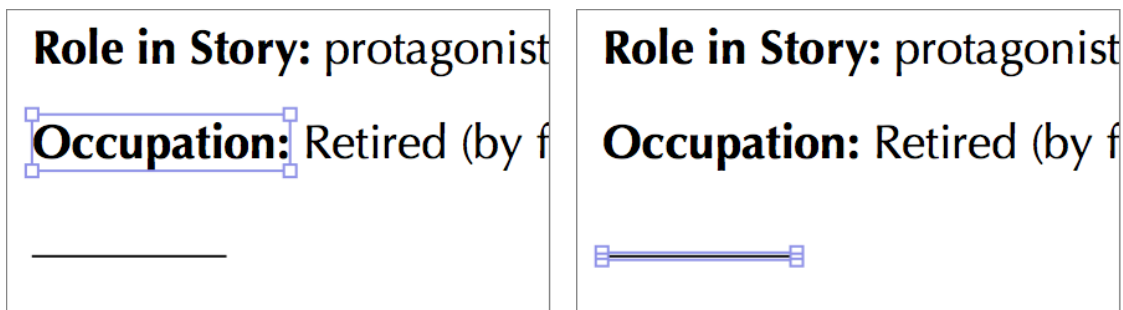 Role in Story: protagonist
Occupation: Retired (by f
Role in Story: protagonist
Occupation: Retired (by f